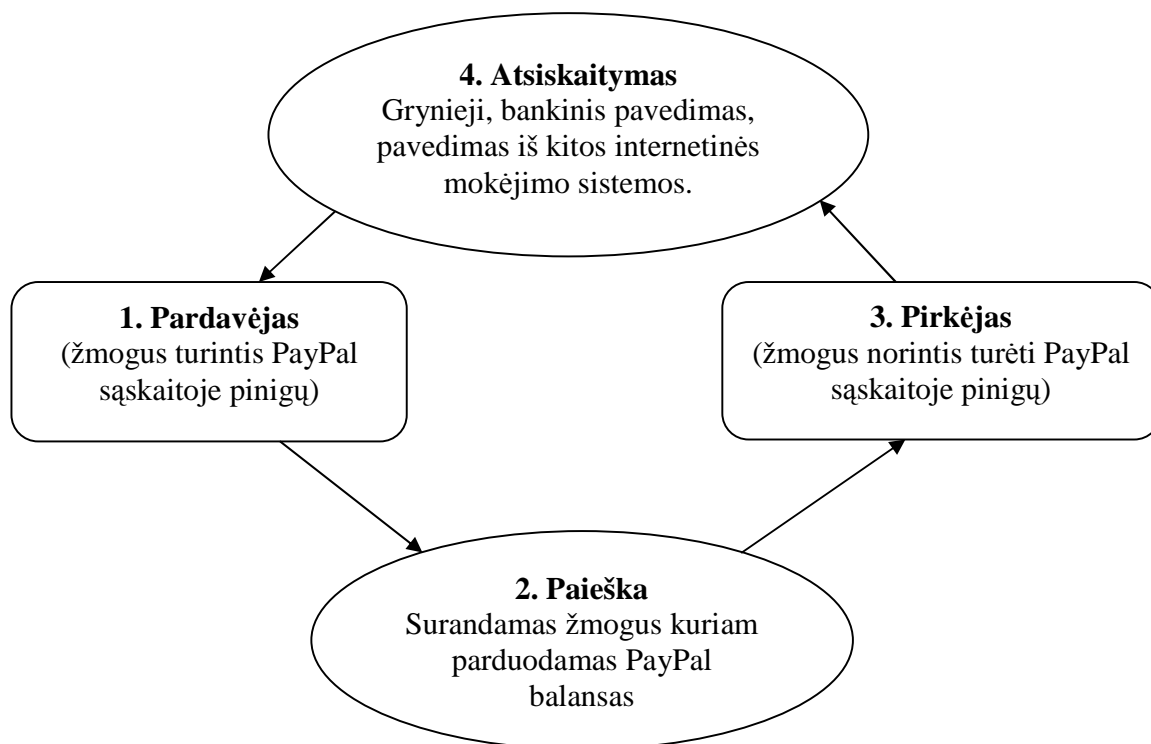 4. Atsiskaitymas
Grynieji, bankinis pavedimas,
pavedimas iš kitos internetinės
mokėjimo sistemos.
1. Pardavėjas
(žmogus turintis PayPal
sąskaitoje pinigų)
3. Pirkėjas
(žmogus norintis turėti PayPal
sąskaitoje pinigų)
2. Paieška
Surandamas žmogus kuriam
parduodamas PayPal
balansas